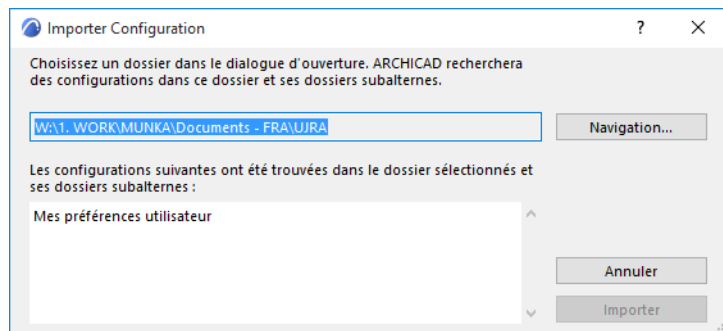 Importer Configuration
?
Choisissez un dossier dans le dialogue d'ouverture. ARCHICAD recherchera
des configurations dans ce dossier et ses dossiers subalternes.
W:\1. WORK\MUNKA\Documents - FRA\UJRA
Navigation...
Les configurations suivantes ont été trouvées dans le dossier sélectionnés et
ses dossiers subalternes :
Mes préférences utilisateur
Annuler
Importer